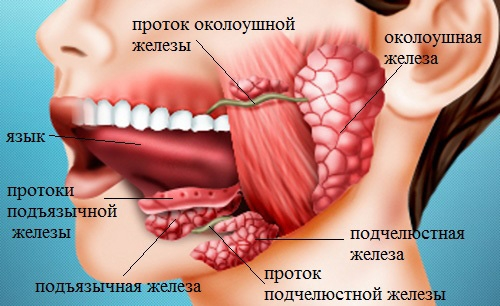 проток околоушной
железы
околоушная
железа
язык
протоки
подъязычной
железы
подъязычная железа
подчелюстная
железа
проток
подчелюстной железы